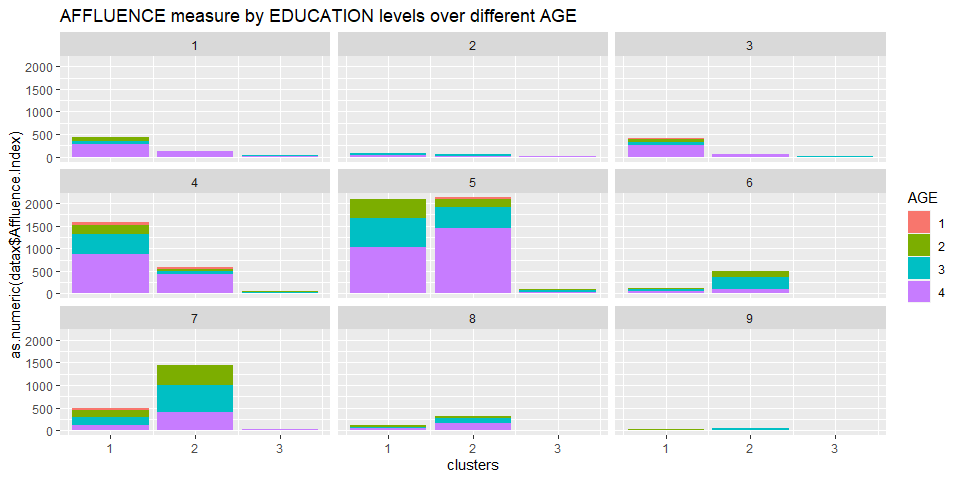 AFFLUENCE measure by EDUCATION levels over different AGE
1 2 3
2000
1500
1000
500
0
4 5 6
2000
1500
1000
500
0
7 8 9
2000
1500
1000
500
0
1 2 3 1 2 3 1 2 3
clusters
as.numeric(datax$Affluence.Index)
AGE
1
2
3
4